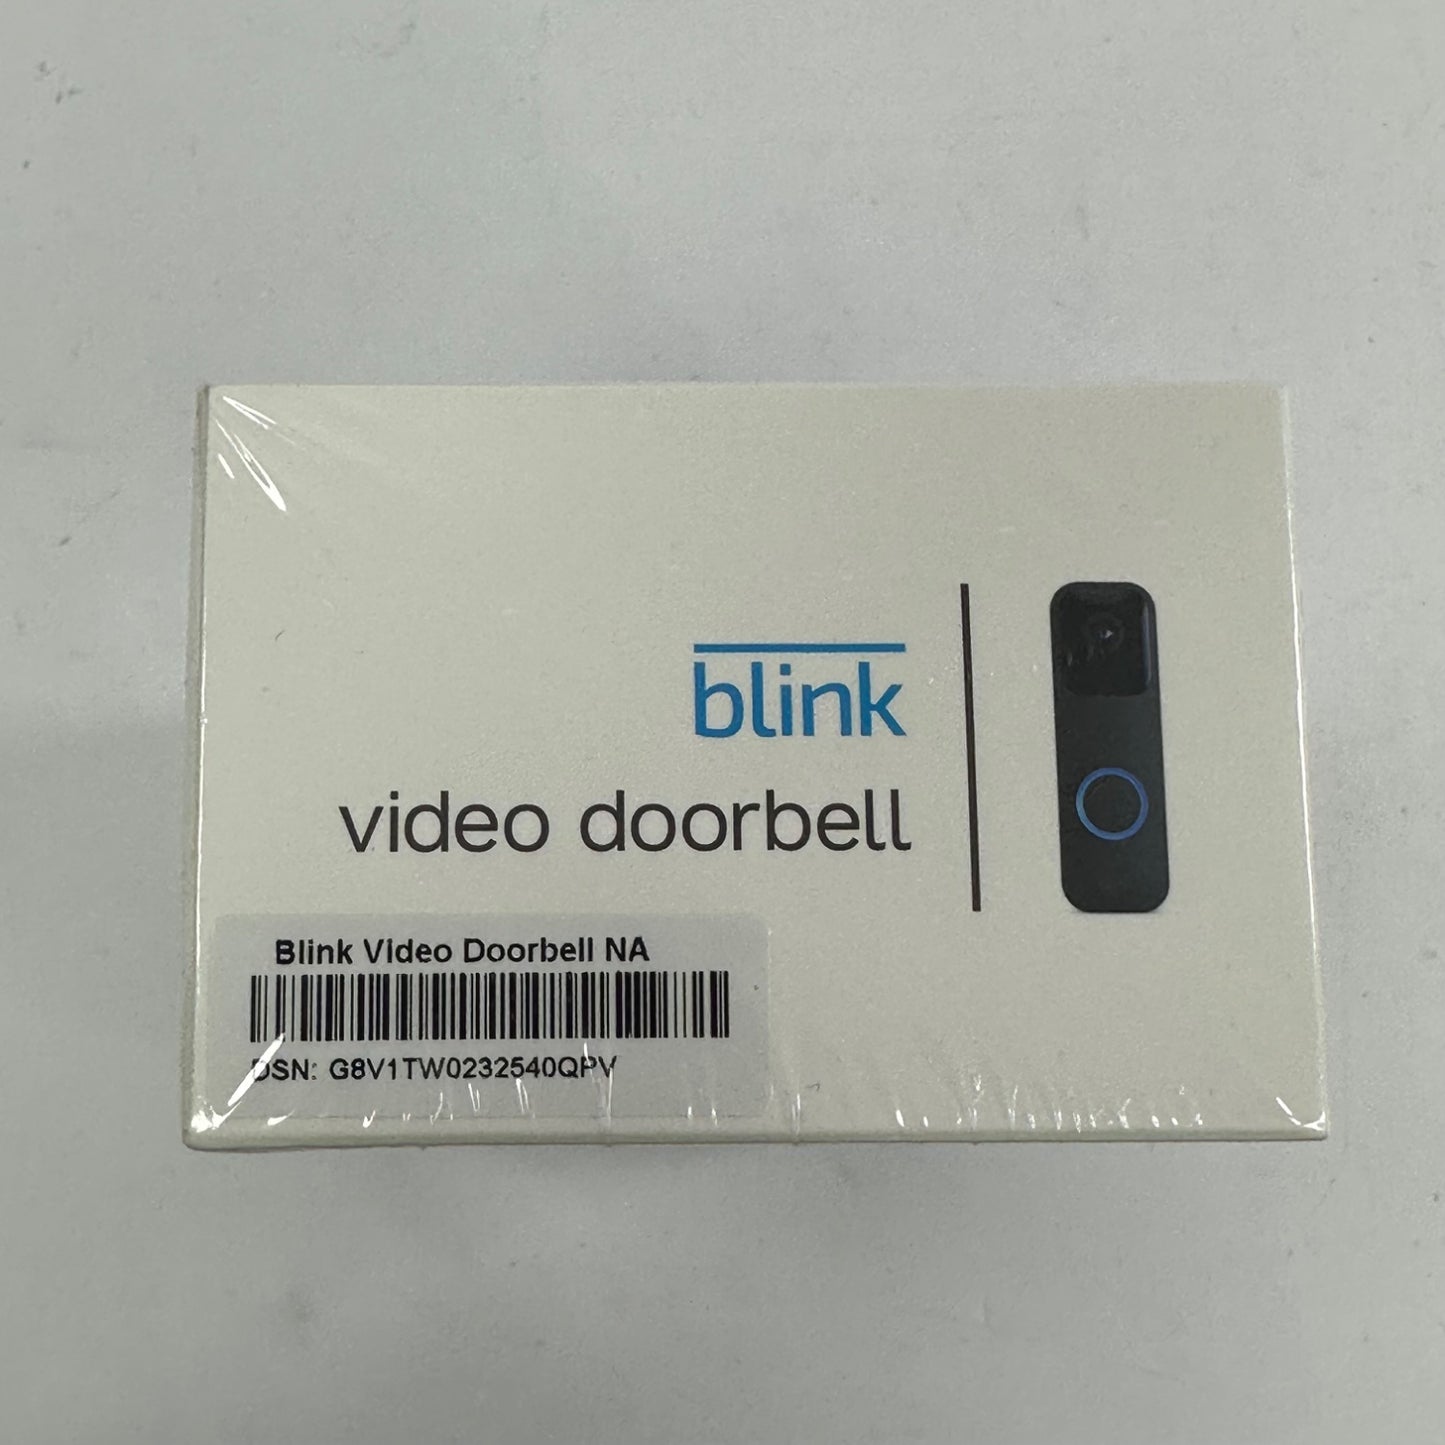 blink
video doorbell
Blink Video Doorbell NA
DSN: G8V1TW0232540QPV